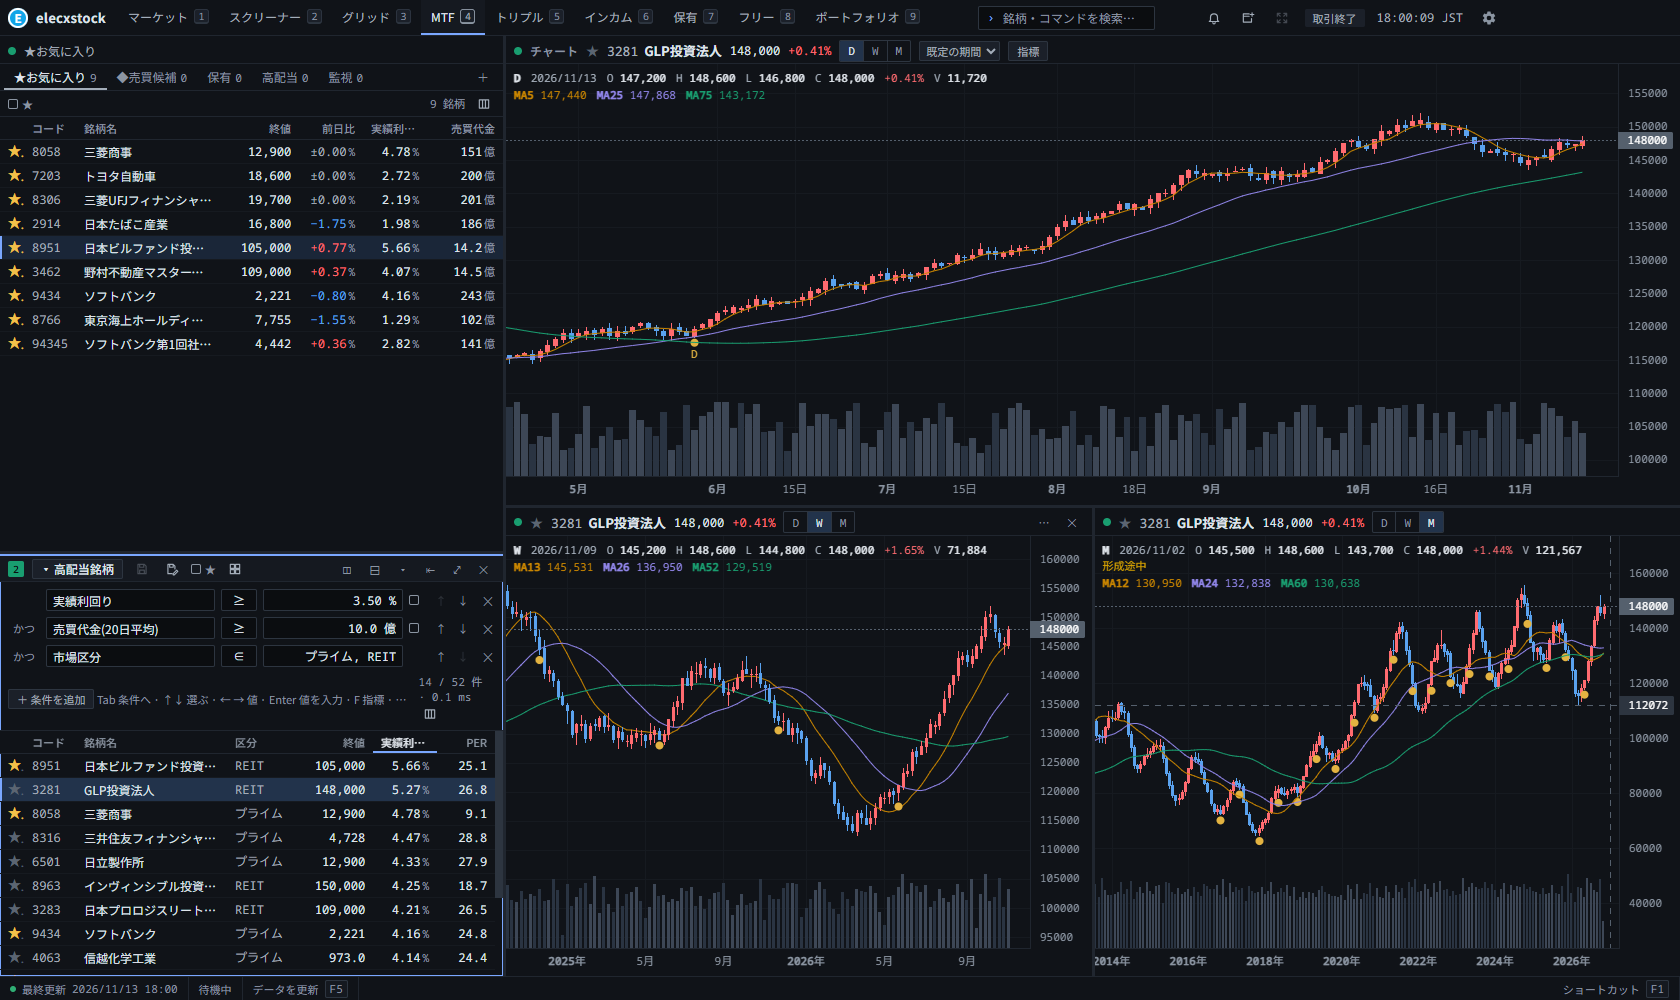 E elecxstock マーケット 1 スクリーナー 2 グリッド 3 MTF 4 トリプル 5 インカム 6 保有 7 フリー 8 ポートフォリオ 9 › 銘柄・コマンドを検索… 取引終了 18:00:09 JST
★お気に入り
★お気に入り 9 ◆売買候補 0 保有 0 高配当 0 監視 0 +
★ 9 銘柄
コード 銘柄名 終値 前日比 実績利… 売買代金
8058 三菱商事 12,900 ±0.00% 4.78% 151億
7203 トヨタ自動車 18,600 ±0.00% 2.72% 200億
8306 三菱UFJフィナンシャ… 19,700 ±0.00% 2.19% 201億
2914 日本たばこ産業 16,800 −1.75% 1.98% 186億
8951 日本ビルファンド投… 105,000 +0.77% 5.66% 14.2億
3462 野村不動産マスター… 109,000 +0.37% 4.07% 14.5億
9434 ソフトバンク 2,221 −0.80% 4.16% 243億
8766 東京海上ホールディ… 7,755 −1.55% 1.29% 102億
94345 ソフトバンク第1回社… 4,442 +0.36% 2.82% 141億
チャート ★ 3281 GLP投資法人 148,000 +0.41% D W M 既定の期間 指標
D 2026/11/13 O 147,200 H 148,600 L 146,800 C 148,000 +0.41% V 11,720
MA5 147,440 MA25 147,868 MA75 143,172
155000
150000
148000
145000
140000
135000
130000
125000
120000
115000
110000
105000
100000
D
5月 6月 15日 7月 15日 8月 18日 9月 10月 16日 11月
2 高配当銘柄 ★
実績利回り ≥ 3.50 % ↑ ↓ ×
かつ 売買代金(20日平均) ≥ 10.0 億 ↑ ↓ ×
かつ 市場区分 ∈ プライム, REIT ↑ ↓ ×
+ 条件を追加 Tab 条件へ · ↑↓ 選ぶ · ←→ 値 · Enter 値を入力 · F 指標 · … 14 / 52 件 · 0.1 ms
コード 銘柄名 区分 終値 実績利… PER
8951 日本ビルファンド投資… REIT 105,000 5.66% 25.1
3281 GLP投資法人 REIT 148,000 5.27% 26.8
8058 三菱商事 プライム 12,900 4.78% 9.1
8316 三井住友フィナンシャ… プライム 4,728 4.47% 28.8
6501 日立製作所 プライム 12,900 4.33% 27.9
8963 インヴィンシブル投資… REIT 150,000 4.25% 18.7
3283 日本プロロジスリート… REIT 109,000 4.21% 26.5
9434 ソフトバンク プライム 2,221 4.16% 24.8
4063 信越化学工業 プライム 973.0 4.14% 24.4
★ 3281 GLP投資法人 148,000 +0.41% D W M … ×
W 2026/11/09 O 145,200 H 148,600 L 144,800 C 148,000 +1.65% V 71,884
MA13 145,531 MA26 136,950 MA52 129,519
160000
155000
150000
148000
145000
140000
135000
130000
125000
120000
115000
110000
105000
100000
95000
2025年 5月 9月 2026年 5月 9月
★ 3281 GLP投資法人 148,000 +0.41% D W M
M 2026/11/02 O 145,500 H 148,600 L 143,700 C 148,000 +1.44% V 121,567
形成途中
MA12 130,950 MA24 132,838 MA60 130,638
160000
148000
140000
120000
112072
100000
80000
60000
40000
2014年 2016年 2018年 2020年 2022年 2024年 2026年
最終更新 2026/11/13 18:00 待機中 データを更新 F5 ショートカット F1